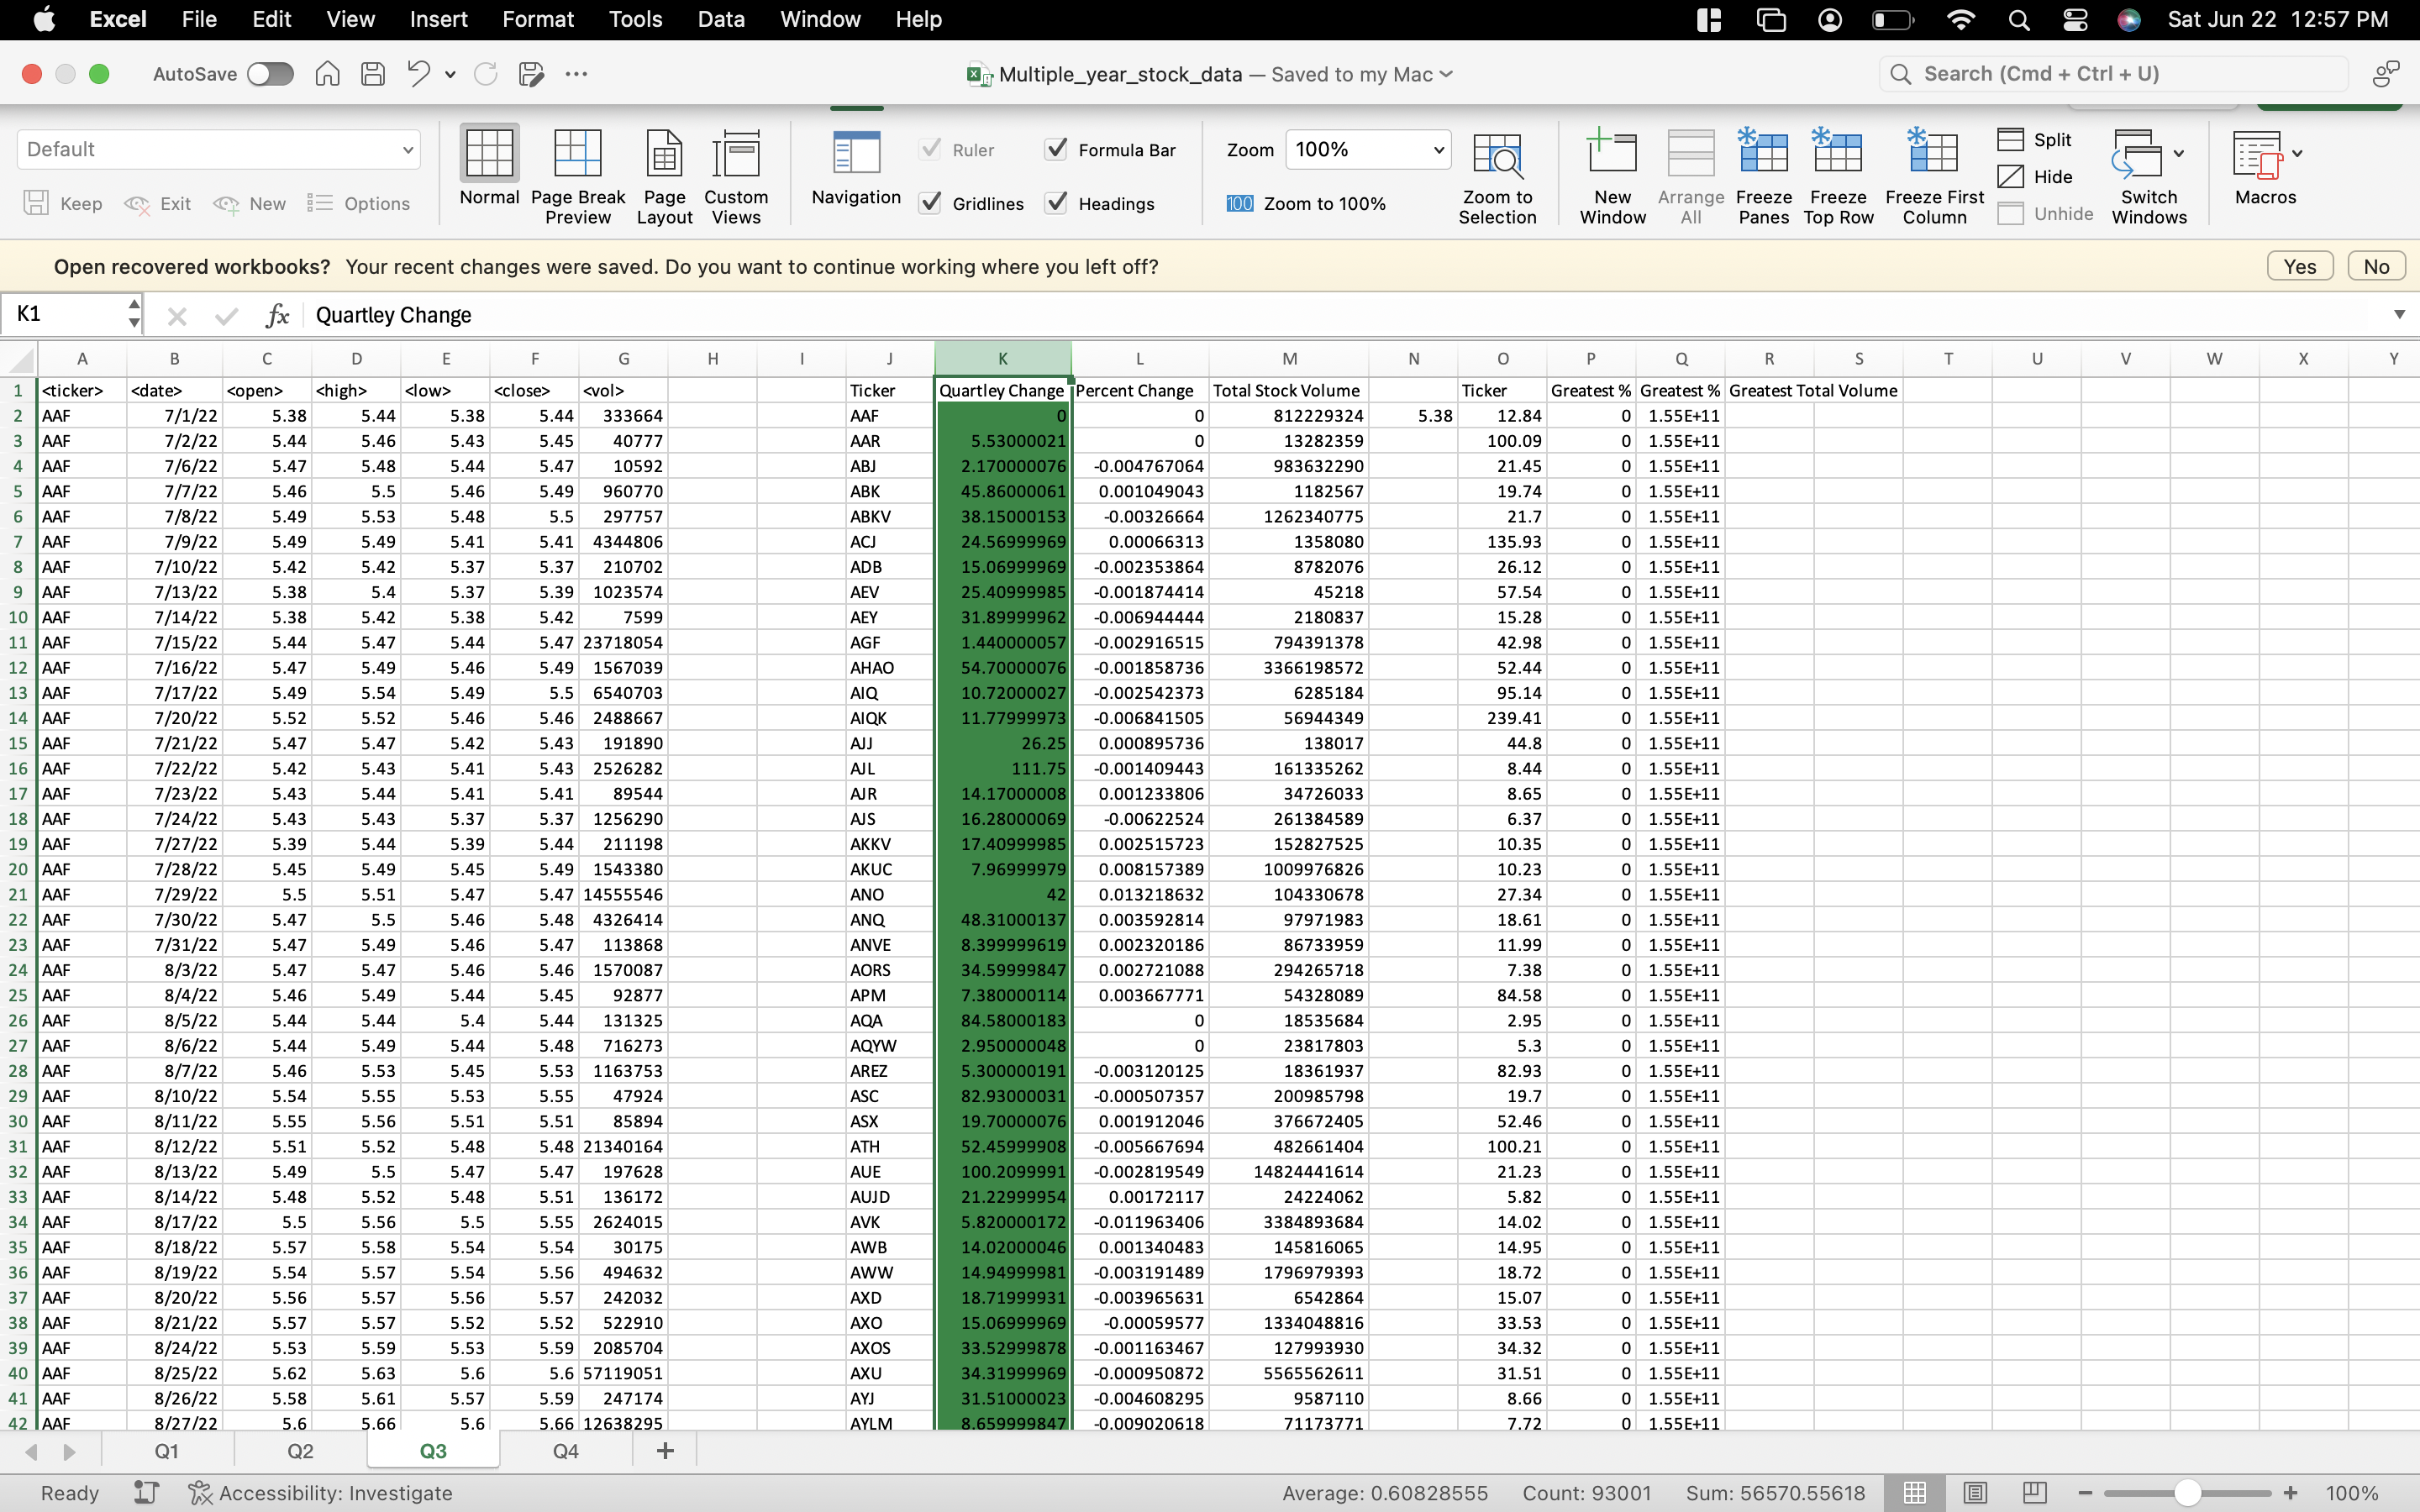 Excel File Edit View Insert Format Tools Data Window Help Sat Jun 22 12:57 PM
AutoSave Multiple_year_stock_data — Saved to my Mac Search (Cmd + Ctrl + U)
Default Ruler Formula Bar Zoom 100% Split
Keep Exit New Options Normal Page Break Preview Page Layout Custom Views Navigation Gridlines Headings 100 Zoom to 100% Zoom to Selection New Window Arrange All Freeze Panes Freeze Top Row Freeze First Column Hide Unhide Switch Windows Macros
Open recovered workbooks? Your recent changes were saved. Do you want to continue working where you left off? Yes No
K1 fx Quartley Change
A B C D E F G H I J K L M N O P Q R S T U V W X Y
1 <ticker> <date> <open> <high> <low> <close> <vol> Ticker Quartley Change Percent Change Total Stock Volume Ticker Greatest % Greatest % Greatest Total Volume
2 AAF 7/1/22 5.38 5.44 5.38 5.44 333664 AAF 0 0 812229324 5.38 12.84 0 1.55E+11
3 AAF 7/2/22 5.44 5.46 5.43 5.45 40777 AAR 5.53000021 0 13282359 100.09 0 1.55E+11
4 AAF 7/6/22 5.47 5.48 5.44 5.47 10592 ABJ 2.170000076 -0.004767064 983632290 21.45 0 1.55E+11
5 AAF 7/7/22 5.46 5.5 5.46 5.49 960770 ABK 45.86000061 0.001049043 1182567 19.74 0 1.55E+11
6 AAF 7/8/22 5.49 5.53 5.48 5.5 297757 ABKV 38.15000153 -0.00326664 1262340775 21.7 0 1.55E+11
7 AAF 7/9/22 5.49 5.49 5.41 5.41 4344806 ACJ 24.56999969 0.00066313 1358080 135.93 0 1.55E+11
8 AAF 7/10/22 5.42 5.42 5.37 5.37 210702 ADB 15.06999969 -0.002353864 8782076 26.12 0 1.55E+11
9 AAF 7/13/22 5.38 5.4 5.37 5.39 1023574 AEV 25.40999985 -0.001874414 45218 57.54 0 1.55E+11
10 AAF 7/14/22 5.38 5.42 5.38 5.42 7599 AEY 31.89999962 -0.006944444 2180837 15.28 0 1.55E+11
11 AAF 7/15/22 5.44 5.47 5.44 5.47 23718054 AGF 1.440000057 -0.002916515 794391378 42.98 0 1.55E+11
12 AAF 7/16/22 5.47 5.49 5.46 5.49 1567039 AHAO 54.70000076 -0.001858736 3366198572 52.44 0 1.55E+11
13 AAF 7/17/22 5.49 5.54 5.49 5.5 6540703 AIQ 10.72000027 -0.002542373 6285184 95.14 0 1.55E+11
14 AAF 7/20/22 5.52 5.52 5.46 5.46 2488667 AIQK 11.77999973 -0.006841505 56944349 239.41 0 1.55E+11
15 AAF 7/21/22 5.47 5.47 5.42 5.43 191890 AJJ 26.25 0.000895736 138017 44.8 0 1.55E+11
16 AAF 7/22/22 5.42 5.43 5.41 5.43 2526282 AJL 111.75 -0.001409443 161335262 8.44 0 1.55E+11
17 AAF 7/23/22 5.43 5.44 5.41 5.41 89544 AJR 14.17000008 0.001233806 34726033 8.65 0 1.55E+11
18 AAF 7/24/22 5.43 5.43 5.37 5.37 1256290 AJS 16.28000069 -0.00622524 261384589 6.37 0 1.55E+11
19 AAF 7/27/22 5.39 5.44 5.39 5.44 211198 AKKV 17.40999985 0.002515723 152827525 10.35 0 1.55E+11
20 AAF 7/28/22 5.45 5.49 5.45 5.49 1543380 AKUC 7.96999979 0.008157389 1009976826 10.23 0 1.55E+11
21 AAF 7/29/22 5.5 5.51 5.47 5.47 14555546 ANO 42 0.013218632 104330678 27.34 0 1.55E+11
22 AAF 7/30/22 5.47 5.5 5.46 5.48 4326414 ANQ 48.31000137 0.003592814 97971983 18.61 0 1.55E+11
23 AAF 7/31/22 5.47 5.49 5.46 5.47 113868 ANVE 8.399999619 0.002320186 86733959 11.99 0 1.55E+11
24 AAF 8/3/22 5.47 5.47 5.46 5.46 1570087 AORS 34.59999847 0.002721088 294265718 7.38 0 1.55E+11
25 AAF 8/4/22 5.46 5.49 5.44 5.45 92877 APM 7.380000114 0.003667771 54328089 84.58 0 1.55E+11
26 AAF 8/5/22 5.44 5.44 5.4 5.44 131325 AQA 84.58000183 0 18535684 2.95 0 1.55E+11
27 AAF 8/6/22 5.44 5.49 5.44 5.48 716273 AQYW 2.950000048 0 23817803 5.3 0 1.55E+11
28 AAF 8/7/22 5.46 5.53 5.45 5.53 1163753 AREZ 5.300000191 -0.003120125 18361937 82.93 0 1.55E+11
29 AAF 8/10/22 5.54 5.55 5.53 5.55 47924 ASC 82.93000031 -0.000507357 200985798 19.7 0 1.55E+11
30 AAF 8/11/22 5.55 5.56 5.51 5.51 85894 ASX 19.70000076 0.001912046 376672405 52.46 0 1.55E+11
31 AAF 8/12/22 5.51 5.52 5.48 5.48 21340164 ATH 52.45999908 -0.005667694 482661404 100.21 0 1.55E+11
32 AAF 8/13/22 5.49 5.5 5.47 5.47 197628 AUE 100.2099991 -0.002819549 14824441614 21.23 0 1.55E+11
33 AAF 8/14/22 5.48 5.52 5.48 5.51 136172 AUJD 21.22999954 0.00172117 24224062 5.82 0 1.55E+11
34 AAF 8/17/22 5.5 5.56 5.5 5.55 2624015 AVK 5.820000172 -0.011963406 3384893684 14.02 0 1.55E+11
35 AAF 8/18/22 5.57 5.58 5.54 5.54 30175 AWB 14.02000046 0.001340483 145816065 14.95 0 1.55E+11
36 AAF 8/19/22 5.54 5.57 5.54 5.56 494632 AWW 14.94999981 -0.003191489 1796979393 18.72 0 1.55E+11
37 AAF 8/20/22 5.56 5.57 5.56 5.57 242032 AXD 18.71999931 -0.003965631 6542864 15.07 0 1.55E+11
38 AAF 8/21/22 5.57 5.57 5.52 5.52 522910 AXO 15.06999969 -0.00059577 1334048816 33.53 0 1.55E+11
39 AAF 8/24/22 5.53 5.59 5.53 5.59 2085704 AXOS 33.52999878 -0.001163467 127993930 34.32 0 1.55E+11
40 AAF 8/25/22 5.62 5.63 5.6 5.6 57119051 AXU 34.31999969 -0.000950872 5565562611 31.51 0 1.55E+11
41 AAF 8/26/22 5.58 5.61 5.57 5.59 247174 AYJ 31.51000023 -0.004608295 9587110 8.66 0 1.55E+11
42 AAF 8/27/22 5.6 5.66 5.6 5.66 12638295 AYLM 8.659999847 -0.009020618 71173771 7.72 0 1.55E+11
Q1 Q2 Q3 Q4 +
Ready Accessibility: Investigate Average: 0.60828555 Count: 93001 Sum: 56570.55618 100%